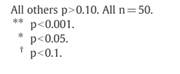 All others p>0.10. All n=50.
** p<0.001.
* p<0.05.
† p<0.1.